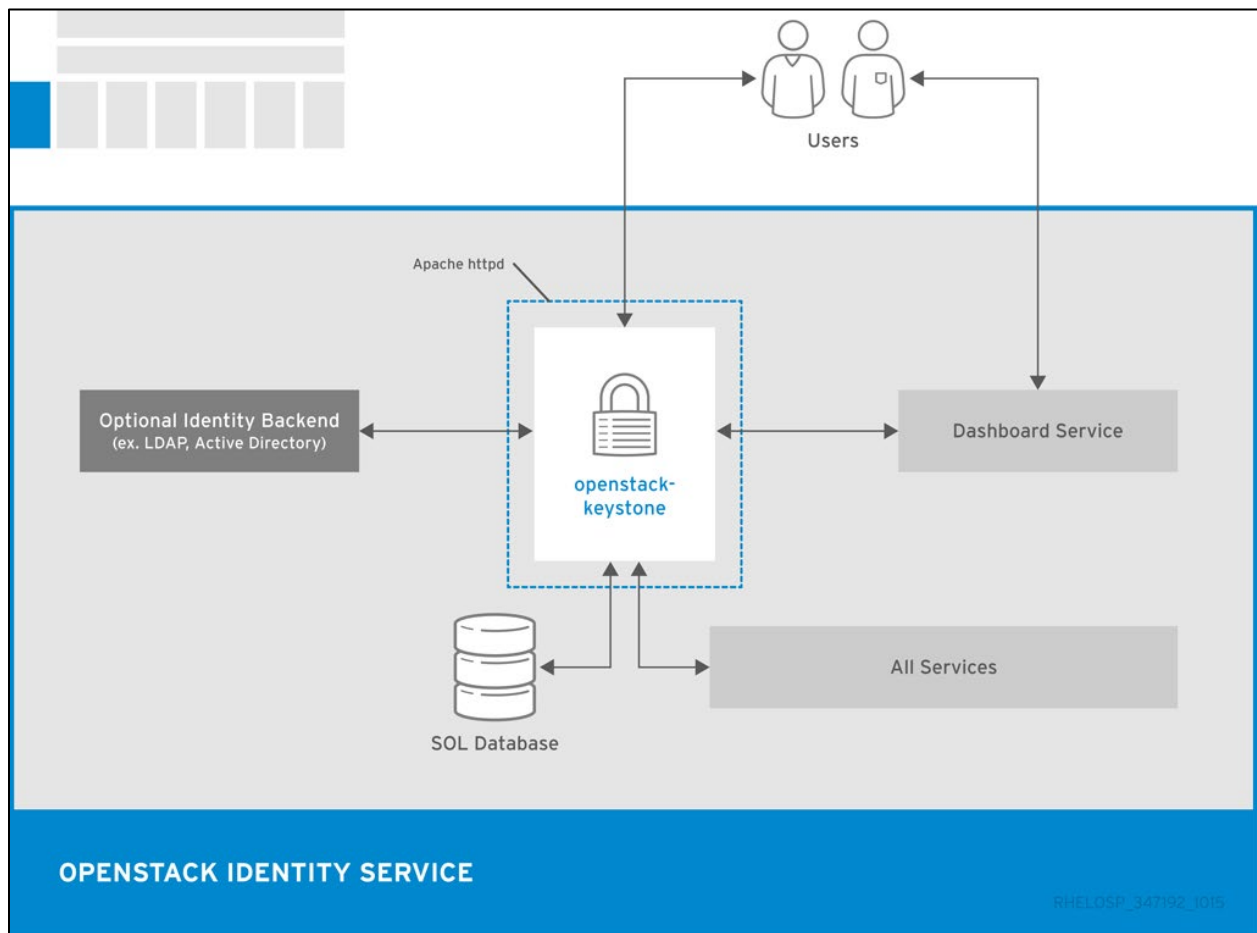 Users
Apache httpd
Optional Identity Backend
(ex. LDAP, Active Directory)
openstack-
keystone
Dashboard Service
All Services
SOL Database
OPENSTACK IDENTITY SERVICE
RHELOSP_347192_1015